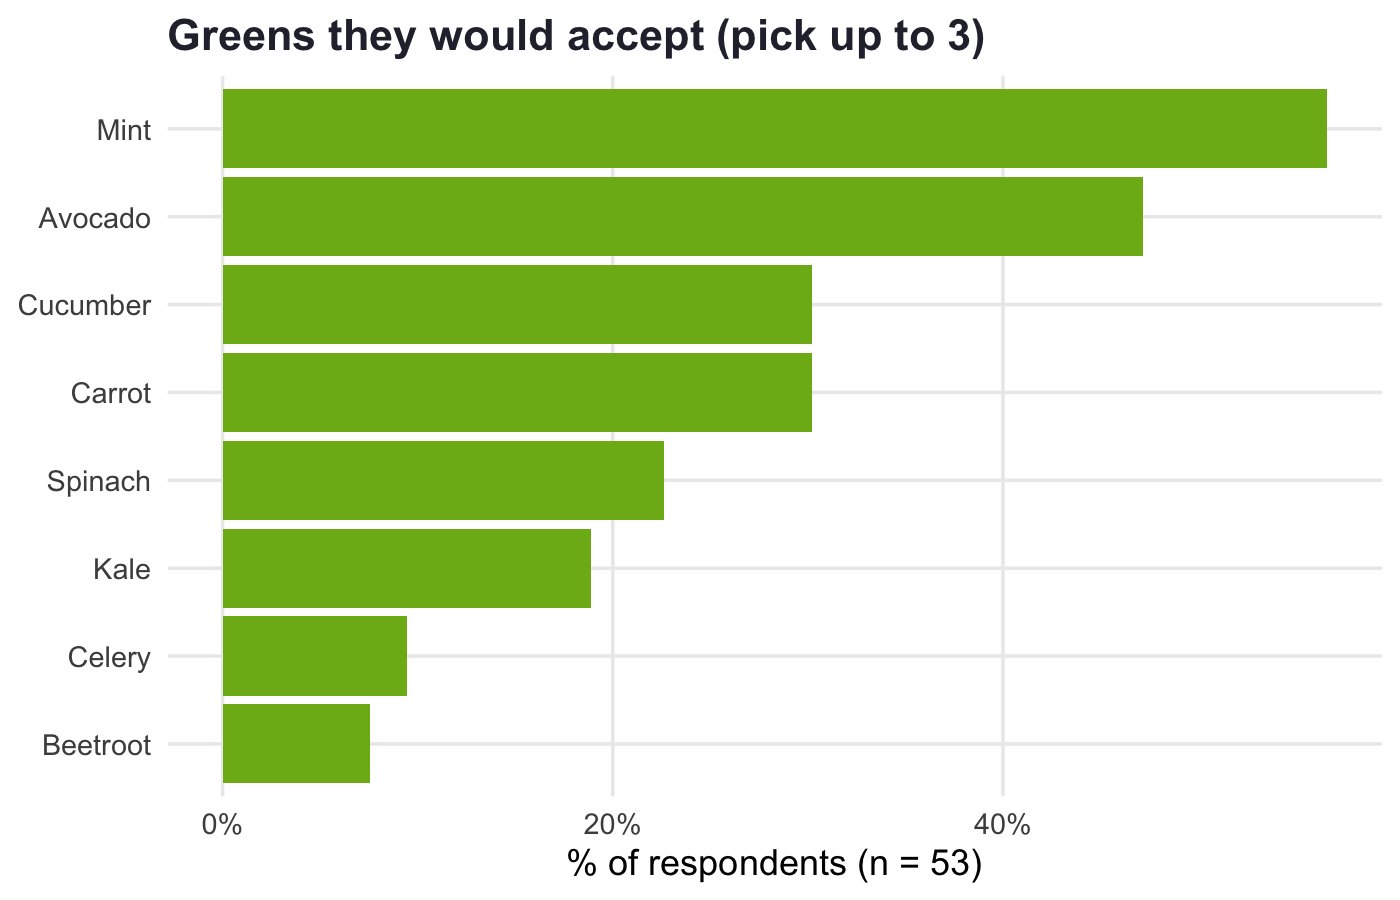 Greens they would accept (pick up to 3)
Mint
Avocado
Cucumber
Carrot
Spinach
Kale
Celery
Beetroot
0% 20% 40%
% of respondents (n = 53)